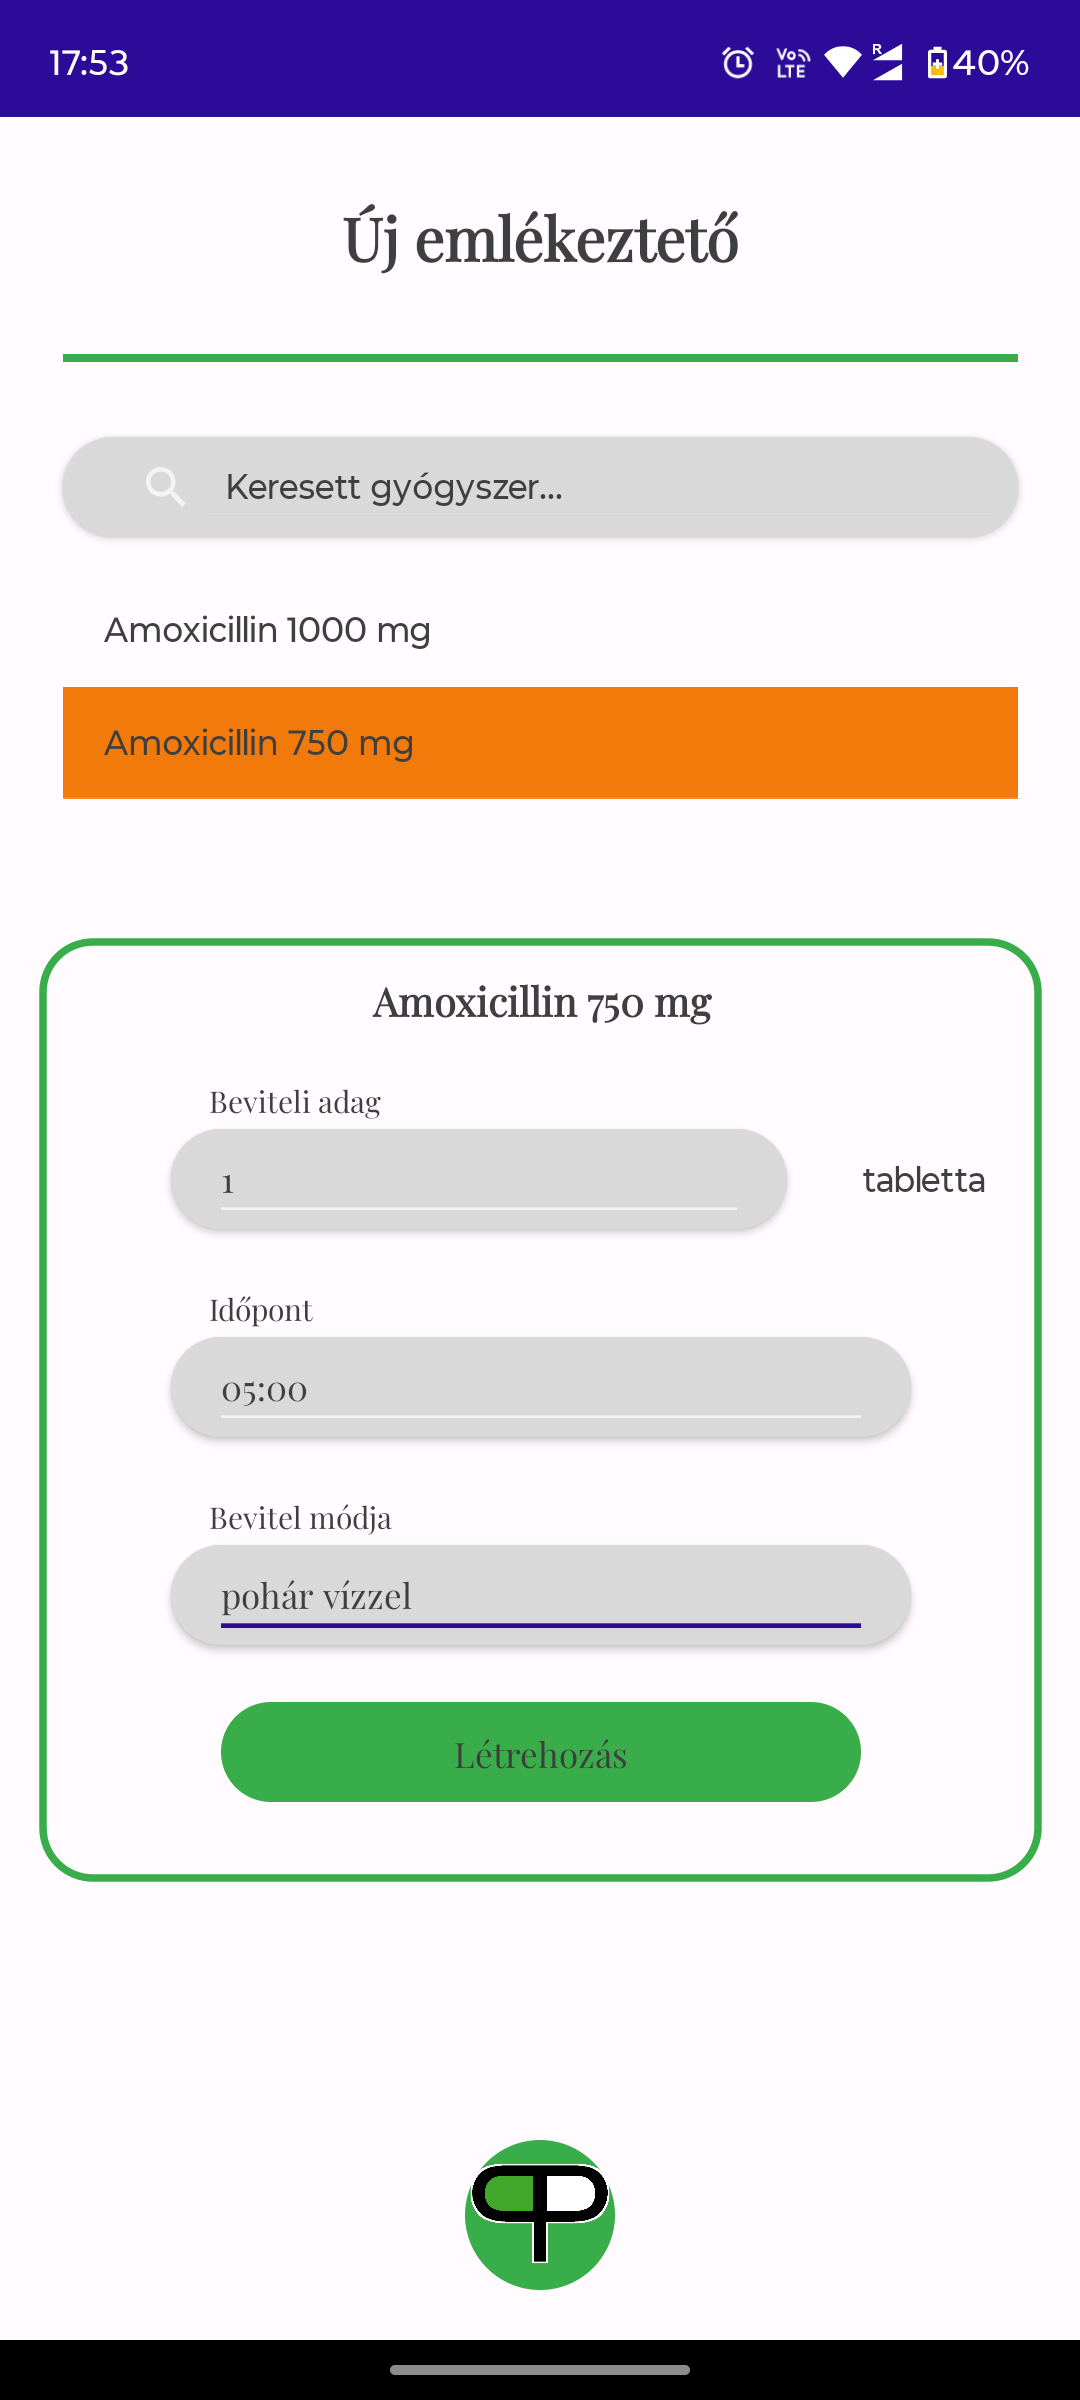 17:53
Vo LTE R 40%
Új emlékeztető
Keresett gyógyszer...
Amoxicillin 1000 mg
Amoxicillin 750 mg
Amoxicillin 750 mg
Beviteli adag
1 tabletta
Időpont
05:00
Bevitel módja
pohár vízzel
Létrehozás